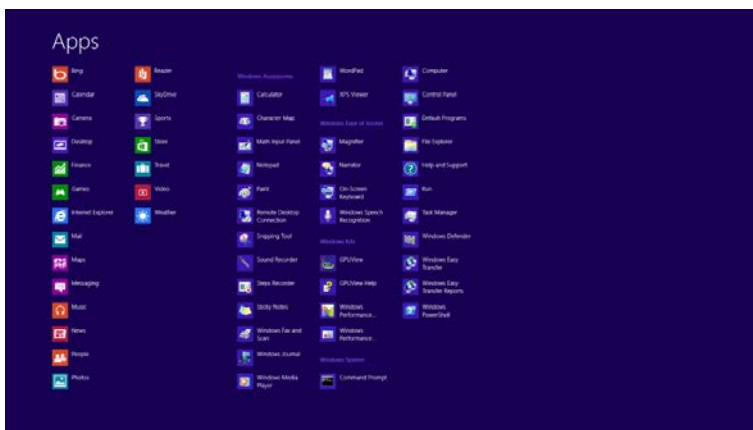 Apps
Bing
Calendar
Camera
Desktop
Finance
Games
Internet Explorer
Mail
Maps
Messaging
Music
News
People
Photos
Reader
SkyDrive
Sports
Store
Travel
Video
Weather
Windows Accessories
Calculator
Character Map
Math Input Panel
Notepad
Paint
Remote Desktop
Connection
Snipping Tool
Sound Recorder
Steps Recorder
Sticky Notes
Windows Fax and
Scan
Windows Journal
Windows Media
Player
WordPad
XPS Viewer
Windows Ease of Access
Magnifier
Narrator
On-Screen
Keyboard
Windows Speech
Recognition
Windows Kits
GPUView
GPUView Help
Windows
Performance...
Windows
Performance...
Windows System
Command Prompt
Computer
Control Panel
Default Programs
File Explorer
Help and Support
Run
Task Manager
Windows Defender
Windows Easy
Transfer
Windows Easy
Transfer Reports
Windows
PowerShell